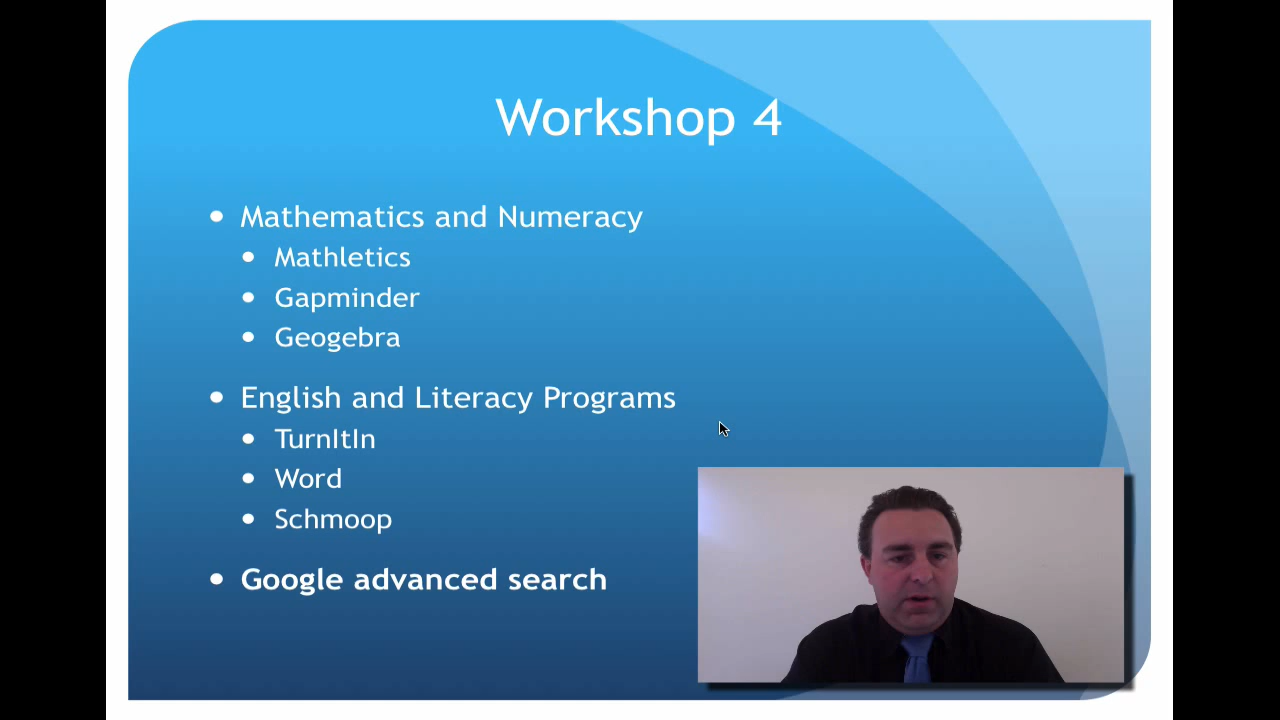 Workshop 4
Mathematics and Numeracy
Mathletics
Gapminder
Geogebra
English and Literacy Programs
TurnItIn
Word
Schmoop
Google advanced search